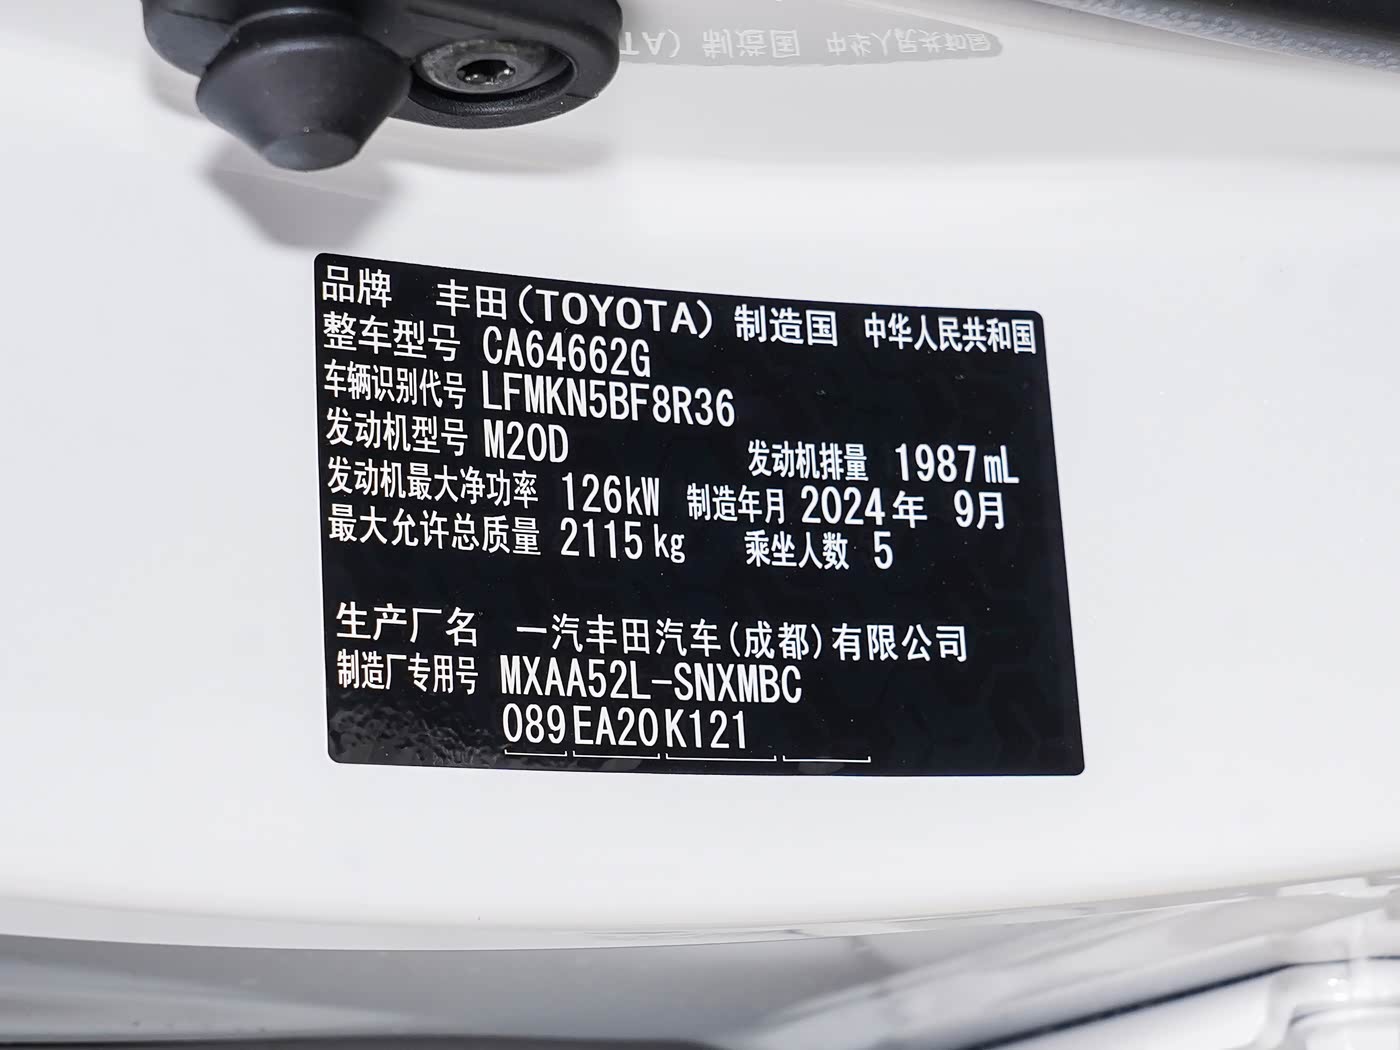 品牌 丰田(TOYOTA) 制造国 中华人民共和国
整车型号 CA64662G
车辆识别代号 LFMKN5BF8R36
发动机型号 M20D 发动机排量 1987mL
发动机最大净功率 126kW 制造年月 2024年 9月
最大允许总质量 2115kg 乘坐人数 5
生产厂名 一汽丰田汽车(成都)有限公司
制造厂专用号 MXAA52L-SNXMBC
089 EA20 K121